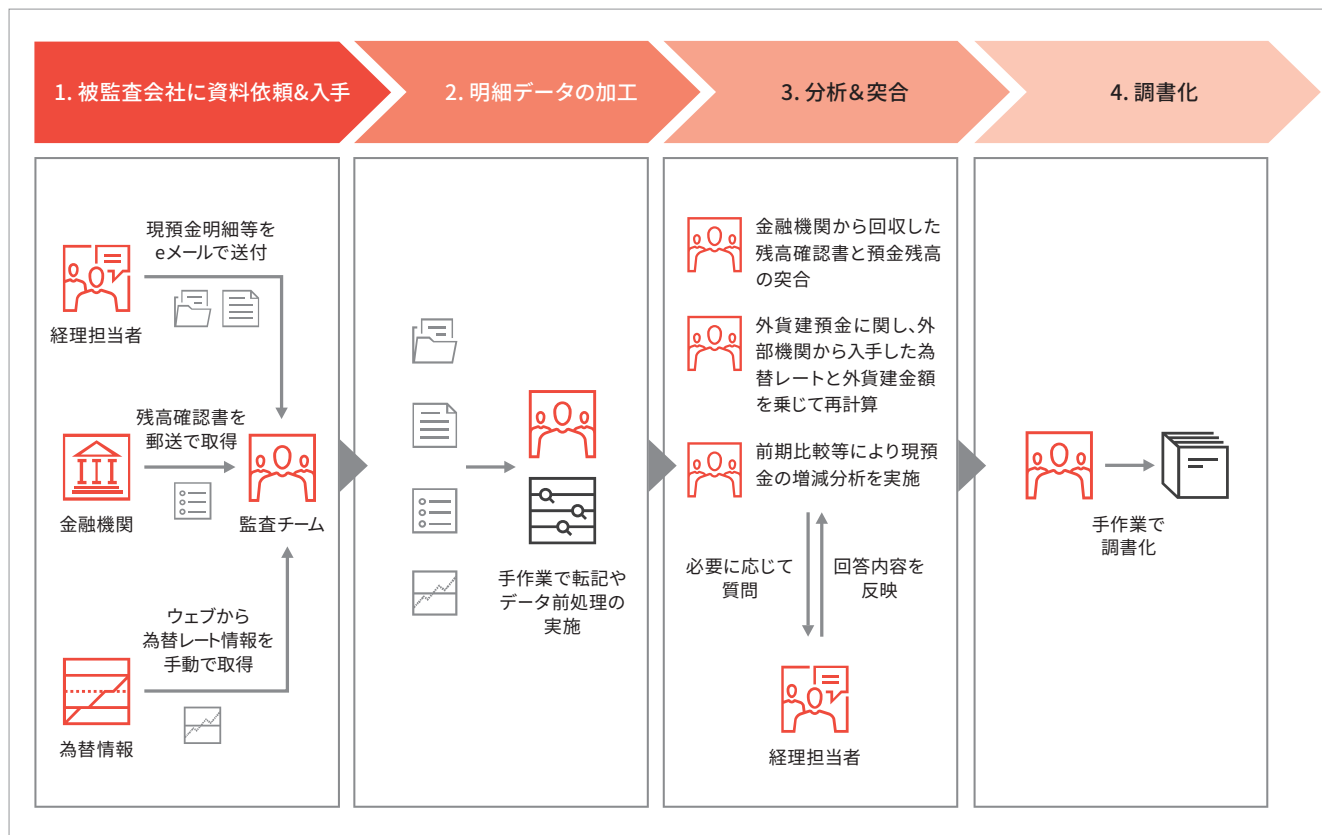 1. 被監査会社に資料依頼&入手
2. 明細データの加工
3. 分析&突合
4. 調書化
現預金明細等を
eメールで送付
経理担当者
残高確認書を
郵送で取得
金融機関
監査チーム
ウェブから
為替レート情報を
手動で取得
為替情報
手作業で転記や
データ前処理の
実施
金融機関から回収した
残高確認書と預金残高
の突合
外貨建預金に関し、外
部機関から入手した為
替レートと外貨建金額
を乗じて再計算
前期比較等により現預
金の増減分析を実施
必要に応じて
質問
回答内容を
反映
経理担当者
手作業で
調書化